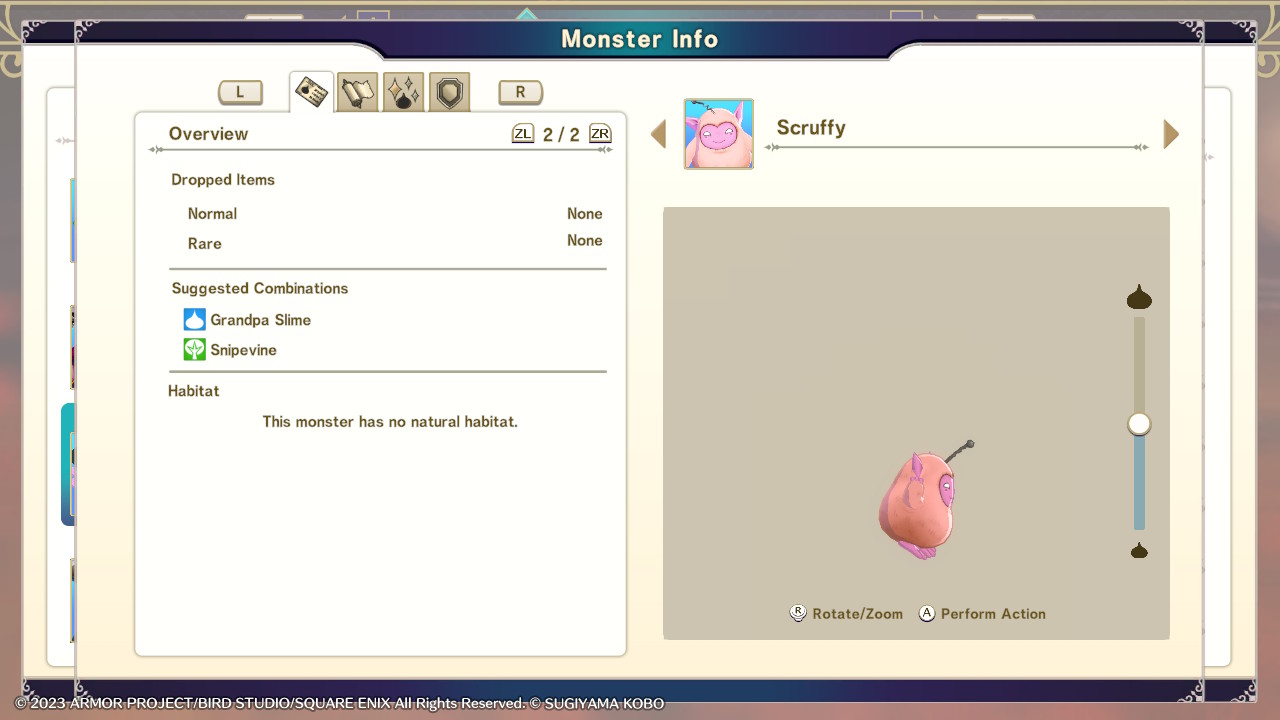 Monster Info
L
R
Overview
ZL 2 / 2 ZR
Dropped Items
Normal None
Rare None
Suggested Combinations
Grandpa Slime
Snipevine
Habitat
This monster has no natural habitat.
Scruffy
R Rotate/Zoom A Perform Action
© 2023 ARMOR PROJECT/BIRD STUDIO/SQUARE ENIX All Rights Reserved. © SUGIYAMA KOBO